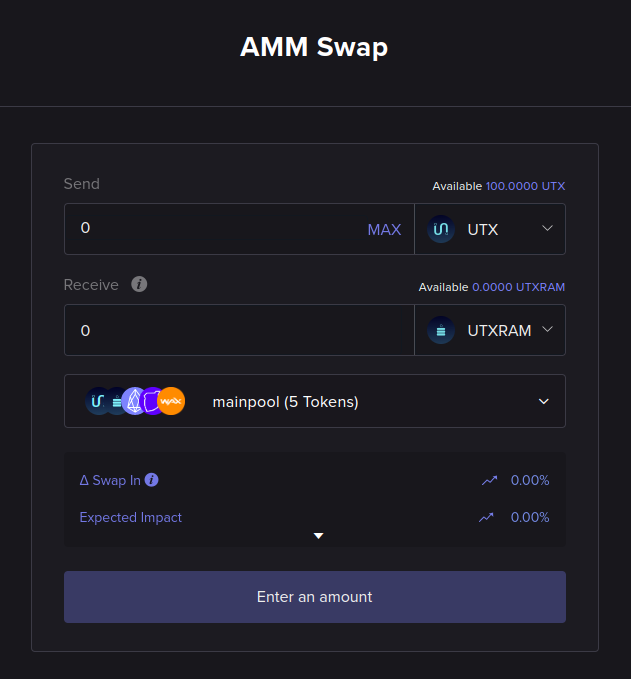 AMM Swap
Send
Available 100.0000 UTX
0 MAX UTX
Receive i
Available 0.0000 UTXRAM
0 UTXRAM
wax mainpool (5 Tokens)
Δ Swap In i 0.00%
Expected Impact 0.00%
Enter an amount